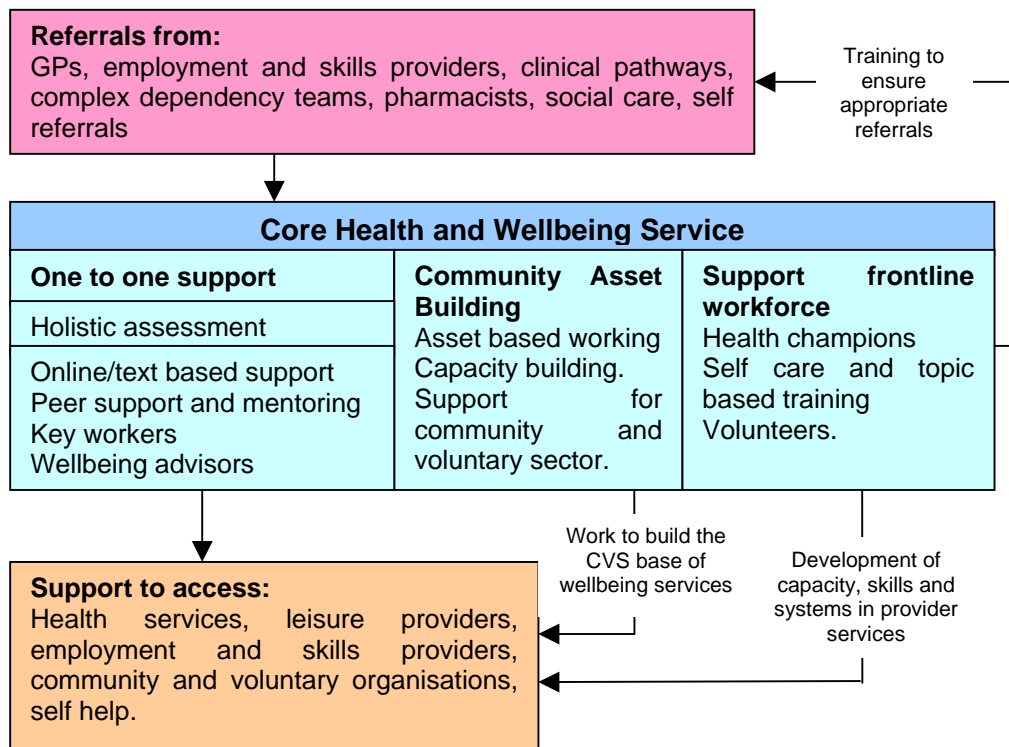 Referrals from:
GPs, employment and skills providers, clinical pathways,
complex dependency teams, pharmacists, social care, self
referrals
Training to
ensure
appropriate
referrals
Core Health and Wellbeing Service
One to one support
Holistic assessment
Online/text based support
Peer support and mentoring
Key workers
Wellbeing advisors
Community Asset
Building
Asset based working
Capacity building.
Support for
community and
voluntary sector.
Support frontline
workforce
Health champions
Self care and topic
based training
Volunteers.
Work to build the
CVS base of
wellbeing services
Development of
capacity, skills and
systems in provider
services
Support to access:
Health services, leisure providers,
employment and skills providers,
community and voluntary organisations,
self help.